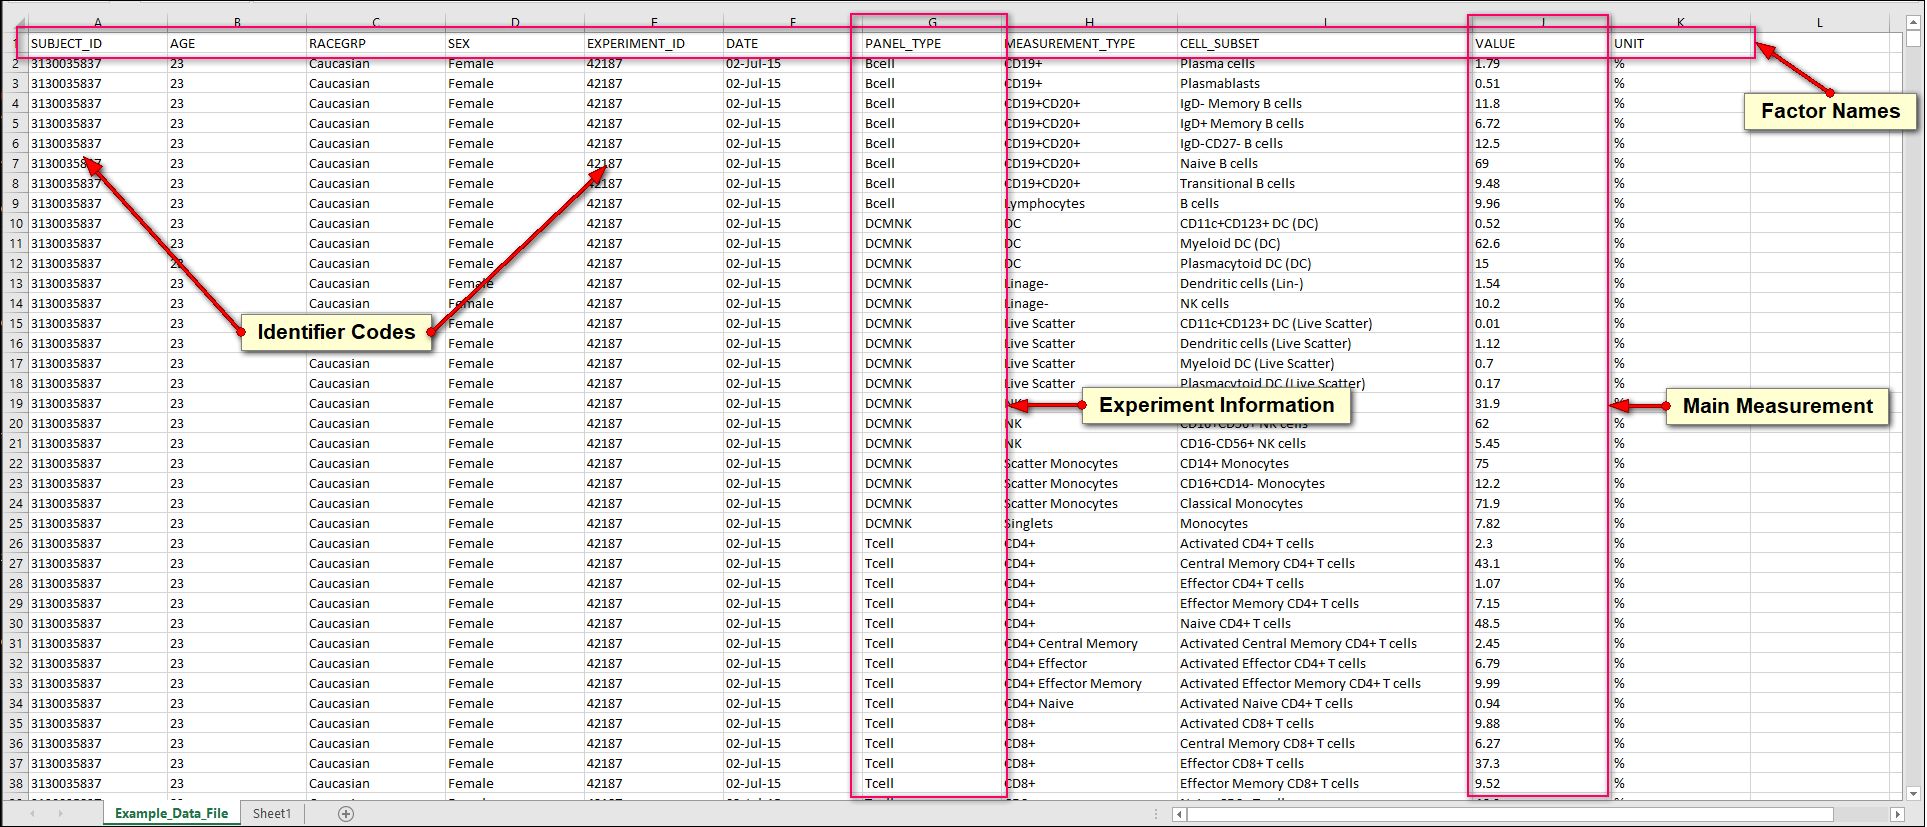 A B C D E F G H I J K L
1 SUBJECT_ID AGE RACEGRP SEX EXPERIMENT_ID DATE PANEL_TYPE MEASUREMENT_TYPE CELL_SUBSET VALUE UNIT
2 3130035837 23 Caucasian Female 42187 02-Jul-15 Bcell CD19+ Plasma cells 1.79 %
3 3130035837 23 Caucasian Female 42187 02-Jul-15 Bcell CD19+ Plasmablasts 0.51 %
Factor Names
4 3130035837 23 Caucasian Female 42187 02-Jul-15 Bcell CD19+CD20+ IgD- Memory B cells 11.8 %
5 3130035837 23 Caucasian Female 42187 02-Jul-15 Bcell CD19+CD20+ IgD+ Memory B cells 6.72 %
6 3130035837 23 Caucasian Female 42187 02-Jul-15 Bcell CD19+CD20+ IgD-CD27- B cells 12.5 %
7 3130035837 23 Caucasian Female 42187 02-Jul-15 Bcell CD19+CD20+ Naive B cells 69 %
8 3130035837 23 Caucasian Female 42187 02-Jul-15 Bcell CD19+CD20+ Transitional B cells 9.48 %
9 3130035837 23 Caucasian Female 42187 02-Jul-15 Bcell Lymphocytes B cells 9.96 %
10 3130035837 23 Caucasian Female 42187 02-Jul-15 DCMNK DC CD11c+CD123+ DC (DC) 0.52 %
11 3130035837 23 Caucasian Female 42187 02-Jul-15 DCMNK DC Myeloid DC (DC) 62.6 %
12 3130035837 23 Caucasian Female 42187 02-Jul-15 DCMNK DC Plasmacytoid DC (DC) 15 %
13 3130035837 23 Caucasian Female 42187 02-Jul-15 DCMNK Linage- Dendritic cells (Lin-) 1.54 %
14 3130035837 23 Caucasian Female 42187 02-Jul-15 DCMNK Linage- NK cells 10.2 %
15 3130035837 23 Female 42187 02-Jul-15 DCMNK Live Scatter CD11c+CD123+ DC (Live Scatter) 0.01 %
Identifier Codes
16 3130035837 23 Female 42187 02-Jul-15 DCMNK Live Scatter Dendritic cells (Live Scatter) 1.12 %
17 3130035837 23 Caucasian Female 42187 02-Jul-15 DCMNK Live Scatter Myeloid DC (Live Scatter) 0.7 %
18 3130035837 23 Caucasian Female 42187 02-Jul-15 DCMNK Live Scatter Plasmacytoid DC (Live Scatter) 0.17 %
19 3130035837 23 Caucasian Female 42187 02-Jul-15 DCMNK 31.9
Experiment Information
Main Measurement
20 3130035837 23 Caucasian Female 42187 02-Jul-15 DCMNK NK CD16+CD56+ NK cells 62 %
21 3130035837 23 Caucasian Female 42187 02-Jul-15 DCMNK NK CD16-CD56+ NK cells 5.45 %
22 3130035837 23 Caucasian Female 42187 02-Jul-15 DCMNK Scatter Monocytes CD14+ Monocytes 75 %
23 3130035837 23 Caucasian Female 42187 02-Jul-15 DCMNK Scatter Monocytes CD16+CD14- Monocytes 12.2 %
24 3130035837 23 Caucasian Female 42187 02-Jul-15 DCMNK Scatter Monocytes Classical Monocytes 71.9 %
25 3130035837 23 Caucasian Female 42187 02-Jul-15 DCMNK Singlets Monocytes 7.82 %
26 3130035837 23 Caucasian Female 42187 02-Jul-15 Tcell CD4+ Activated CD4+ T cells 2.3 %
27 3130035837 23 Caucasian Female 42187 02-Jul-15 Tcell CD4+ Central Memory CD4+ T cells 43.1 %
28 3130035837 23 Caucasian Female 42187 02-Jul-15 Tcell CD4+ Effector CD4+ T cells 1.07 %
29 3130035837 23 Caucasian Female 42187 02-Jul-15 Tcell CD4+ Effector Memory CD4+ T cells 7.15 %
30 3130035837 23 Caucasian Female 42187 02-Jul-15 Tcell CD4+ Naive CD4+ T cells 48.5 %
31 3130035837 23 Caucasian Female 42187 02-Jul-15 Tcell CD4+ Central Memory Activated Central Memory CD4+ T cells 2.45 %
32 3130035837 23 Caucasian Female 42187 02-Jul-15 Tcell CD4+ Effector Activated Effector CD4+ T cells 6.79 %
33 3130035837 23 Caucasian Female 42187 02-Jul-15 Tcell CD4+ Effector Memory Activated Effector Memory CD4+ T cells 9.99 %
34 3130035837 23 Caucasian Female 42187 02-Jul-15 Tcell CD4+ Naive Activated Naive CD4+ T cells 0.94 %
35 3130035837 23 Caucasian Female 42187 02-Jul-15 Tcell CD8+ Activated CD8+ T cells 9.88 %
36 3130035837 23 Caucasian Female 42187 02-Jul-15 Tcell CD8+ Central Memory CD8+ T cells 6.27 %
37 3130035837 23 Caucasian Female 42187 02-Jul-15 Tcell CD8+ Effector CD8+ T cells 37.3 %
38 3130035837 23 Caucasian Female 42187 02-Jul-15 Tcell CD8+ Effector Memory CD8+ T cells 9.52 %
Example_Data_File Sheet1